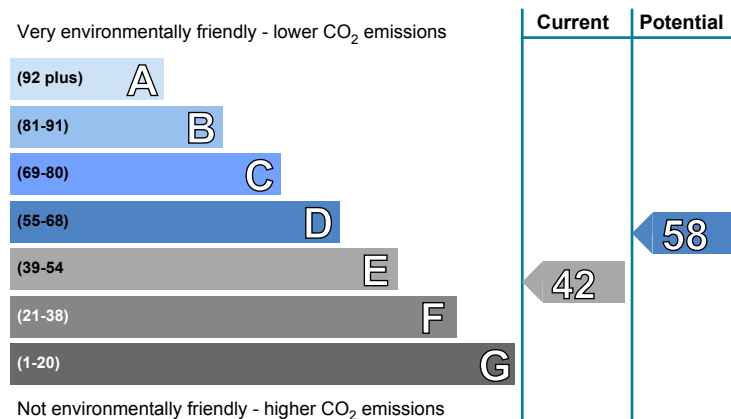 Current Potential
Very environmentally friendly - lower CO2 emissions
(92 plus) A
(81-91) B
(69-80) C
(55-68) D
58
(39-54 E
42
(21-38) F
(1-20) G
Not environmentally friendly - higher CO2 emissions